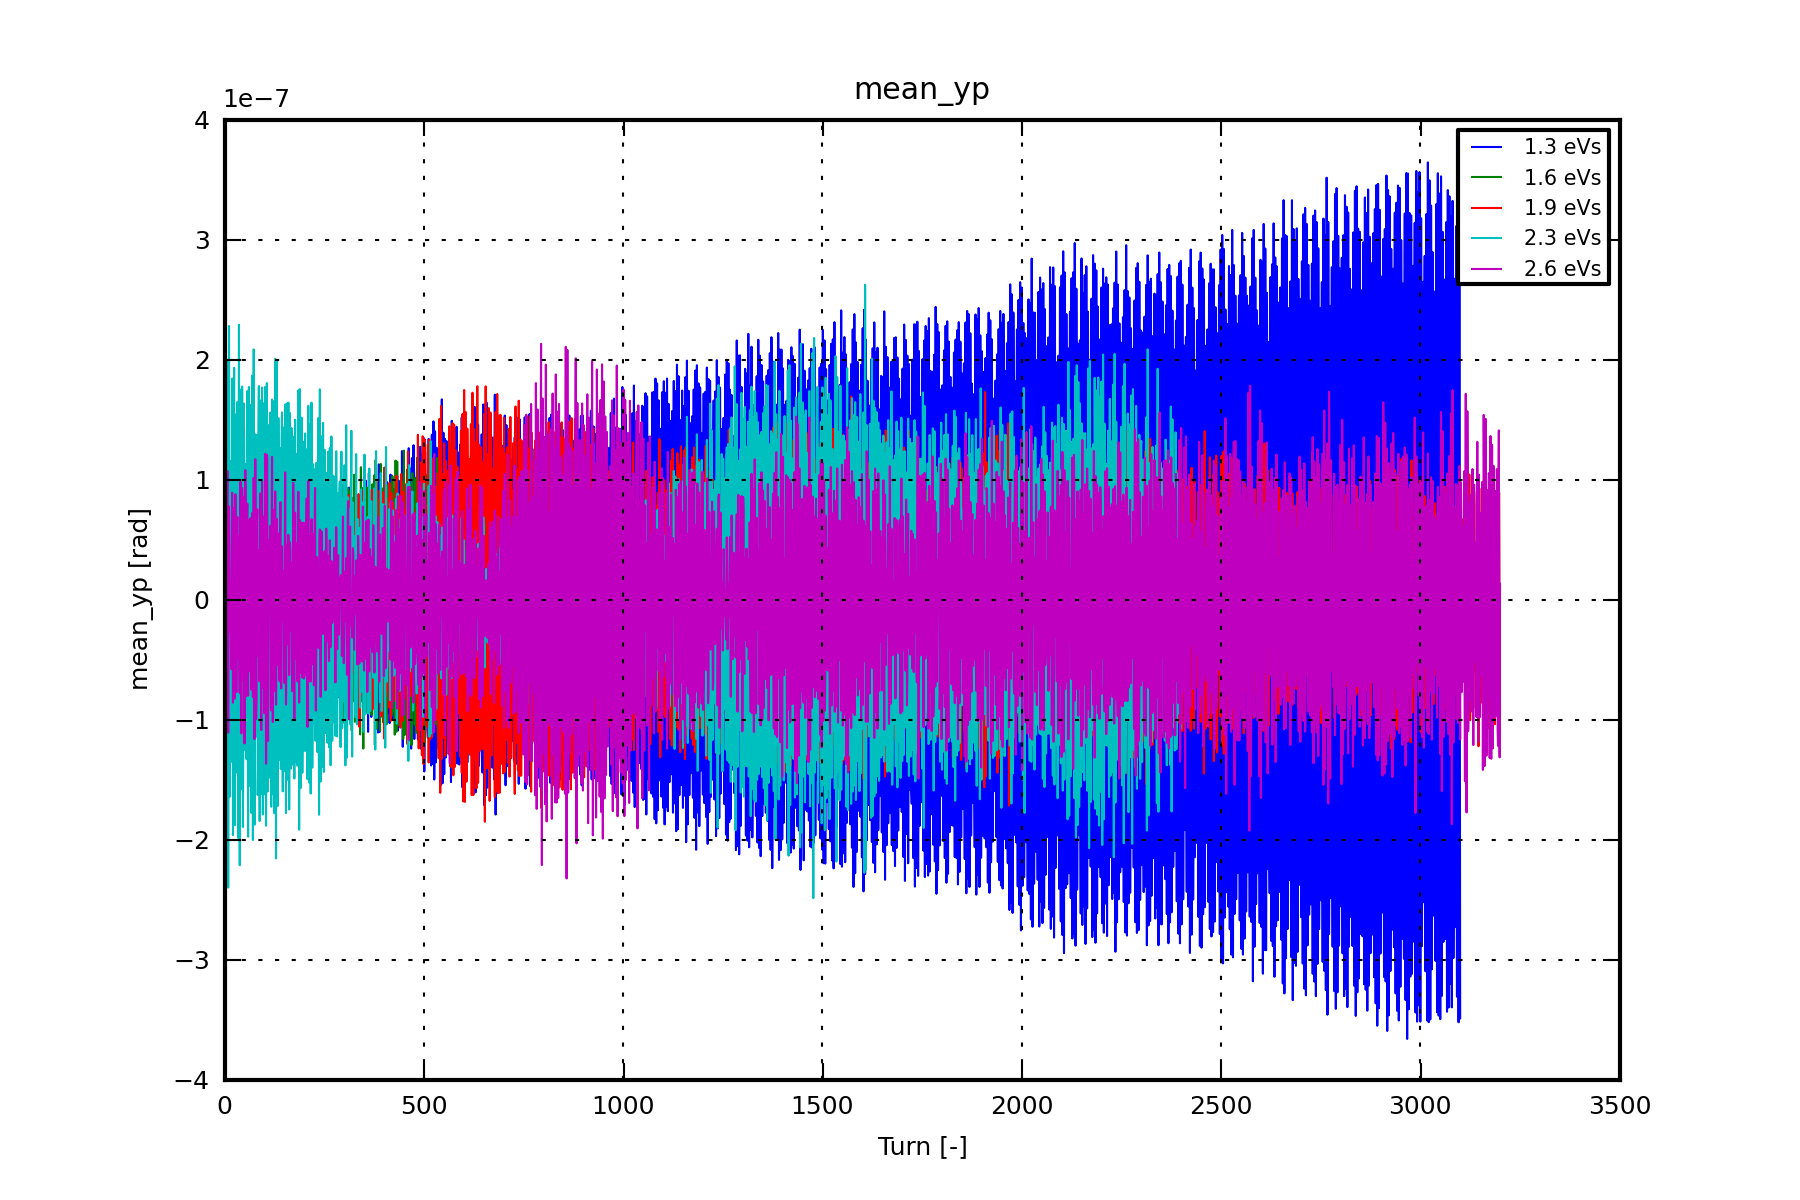 mean_yp
1e−7
4
3
2
1
0
−1
−2
−3
−4
mean_yp [rad]
0 500 1000 1500 2000 2500 3000 3500
Turn [-]
1.3 eVs
1.6 eVs
1.9 eVs
2.3 eVs
2.6 eVs